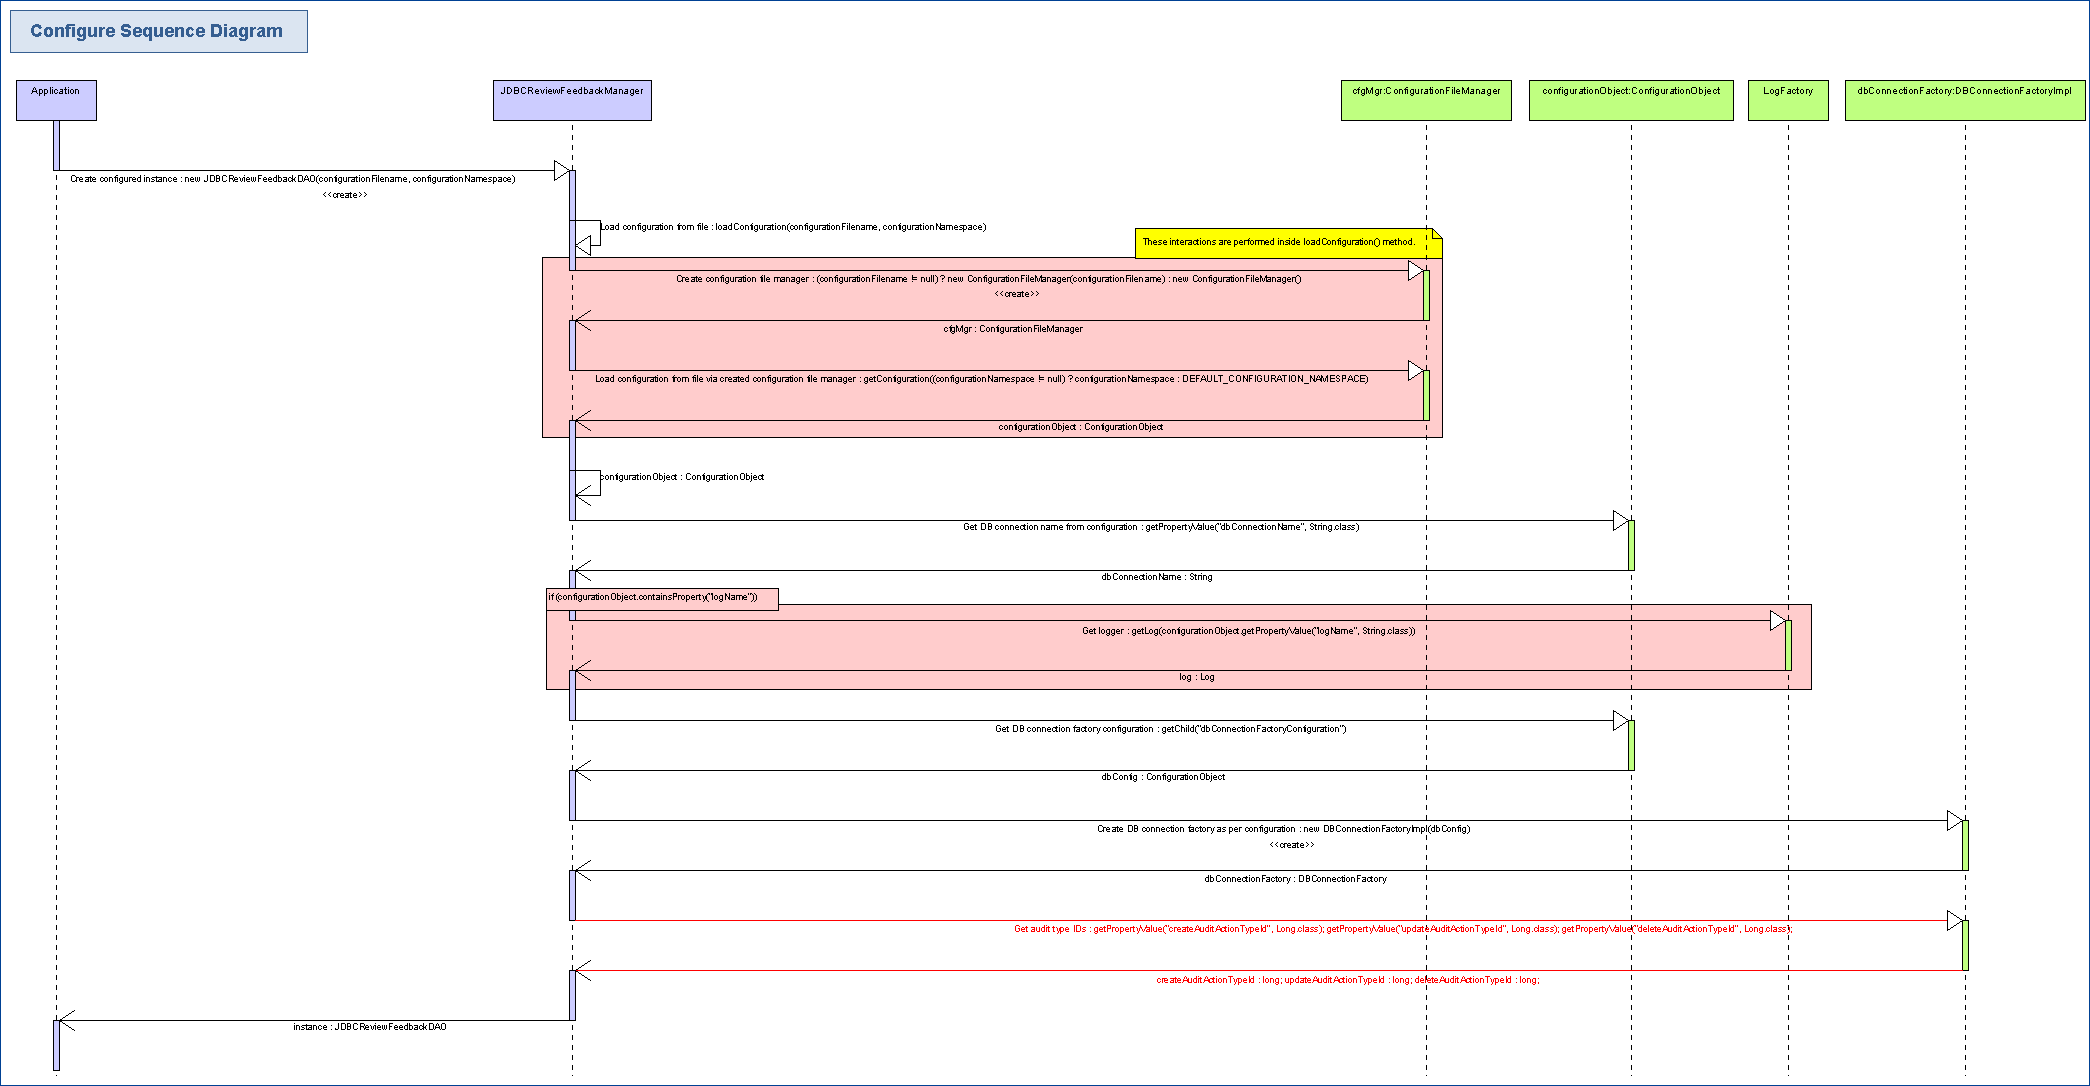 Configure Sequence Diagram
Application
JDBCReviewFeedbackManager
cfgMgr:ConfigurationFileManager
configurationObject:ConfigurationObject
LogFactory
dbConnectionFactory:DBConnectionFactoryImpl
Create configured instance : new JDBCReviewFeedbackDAO(configurationFilename, configurationNamespace)
<<create>>
Load configuration from file : loadConfiguration(configurationFilename, configurationNamespace)
These interactions are performed inside loadConfiguration() method.
Create configuration file manager : (configurationFilename != null) ? new ConfigurationFileManager(configurationFilename) : new ConfigurationFileManager()
<<create>>
cfgMgr : ConfigurationFileManager
Load configuration from file via created configuration file manager : getConfiguration((configurationNamespace != null) ? configurationNamespace : DEFAULT_CONFIGURATION_NAMESPACE)
configurationObject : ConfigurationObject
configurationObject : ConfigurationObject
Get DB connection name from configuration : getPropertyValue("dbConnectionName", String.class)
dbConnectionName : String
if (configurationObject.containsProperty("logName"))
Get logger : getLog(configurationObject.getPropertyValue("logName", String.class))
log : Log
Get DB connection factory configuration : getChild("dbConnectionFactoryConfiguration")
dbConfig : ConfigurationObject
Create DB connection factory as per configuration : new DBConnectionFactoryImpl(dbConfig)
<<create>>
dbConnectionFactory : DBConnectionFactory
Get audit type IDs : getPropertyValue("createAuditActionTypeId", Long.class); getPropertyValue("updateAuditActionTypeId", Long.class); getPropertyValue("deleteAuditActionTypeId", Long.class);
createAuditActionTypeId : long; updateAuditActionTypeId : long; deleteAuditActionTypeId : long;
instance : JDBCReviewFeedbackDAO